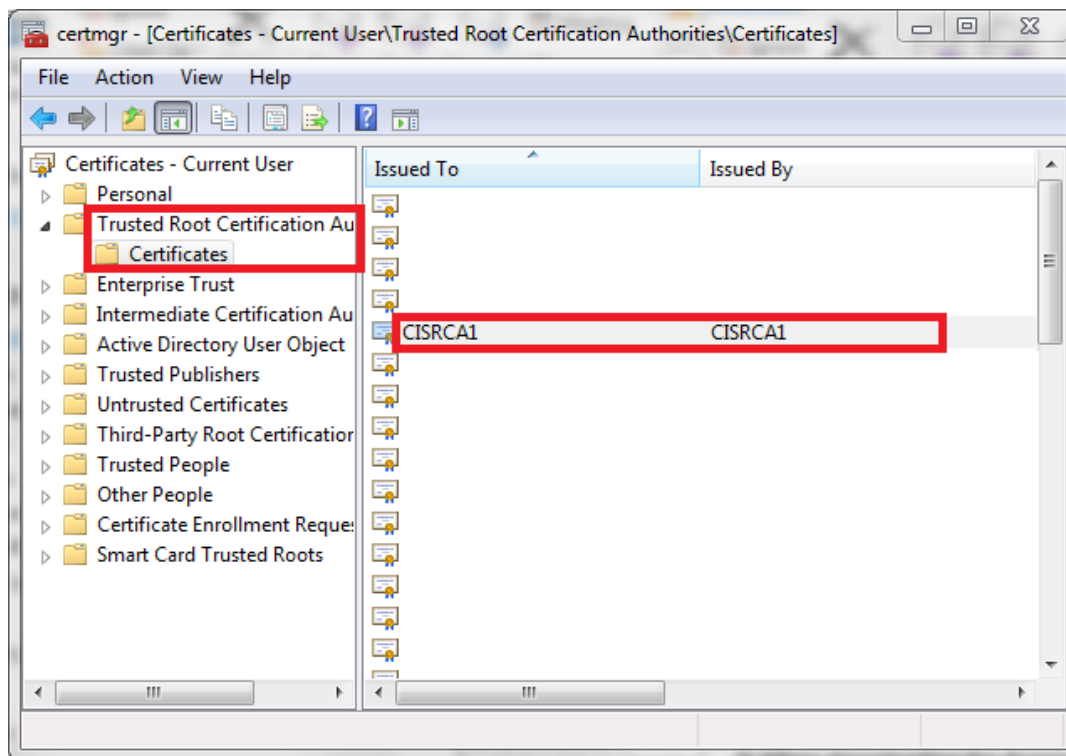 certmgr - [Certificates - Current User\Trusted Root Certification Authorities\Certificates]
File Action View Help
Certificates - Current User
Personal
Trusted Root Certification Au
Certificates
Enterprise Trust
Intermediate Certification Au
Active Directory User Object
Trusted Publishers
Untrusted Certificates
Third-Party Root Certification
Trusted People
Other People
Certificate Enrollment Reques
Smart Card Trusted Roots
Issued To Issued By
CISRCA1 CISRCA1